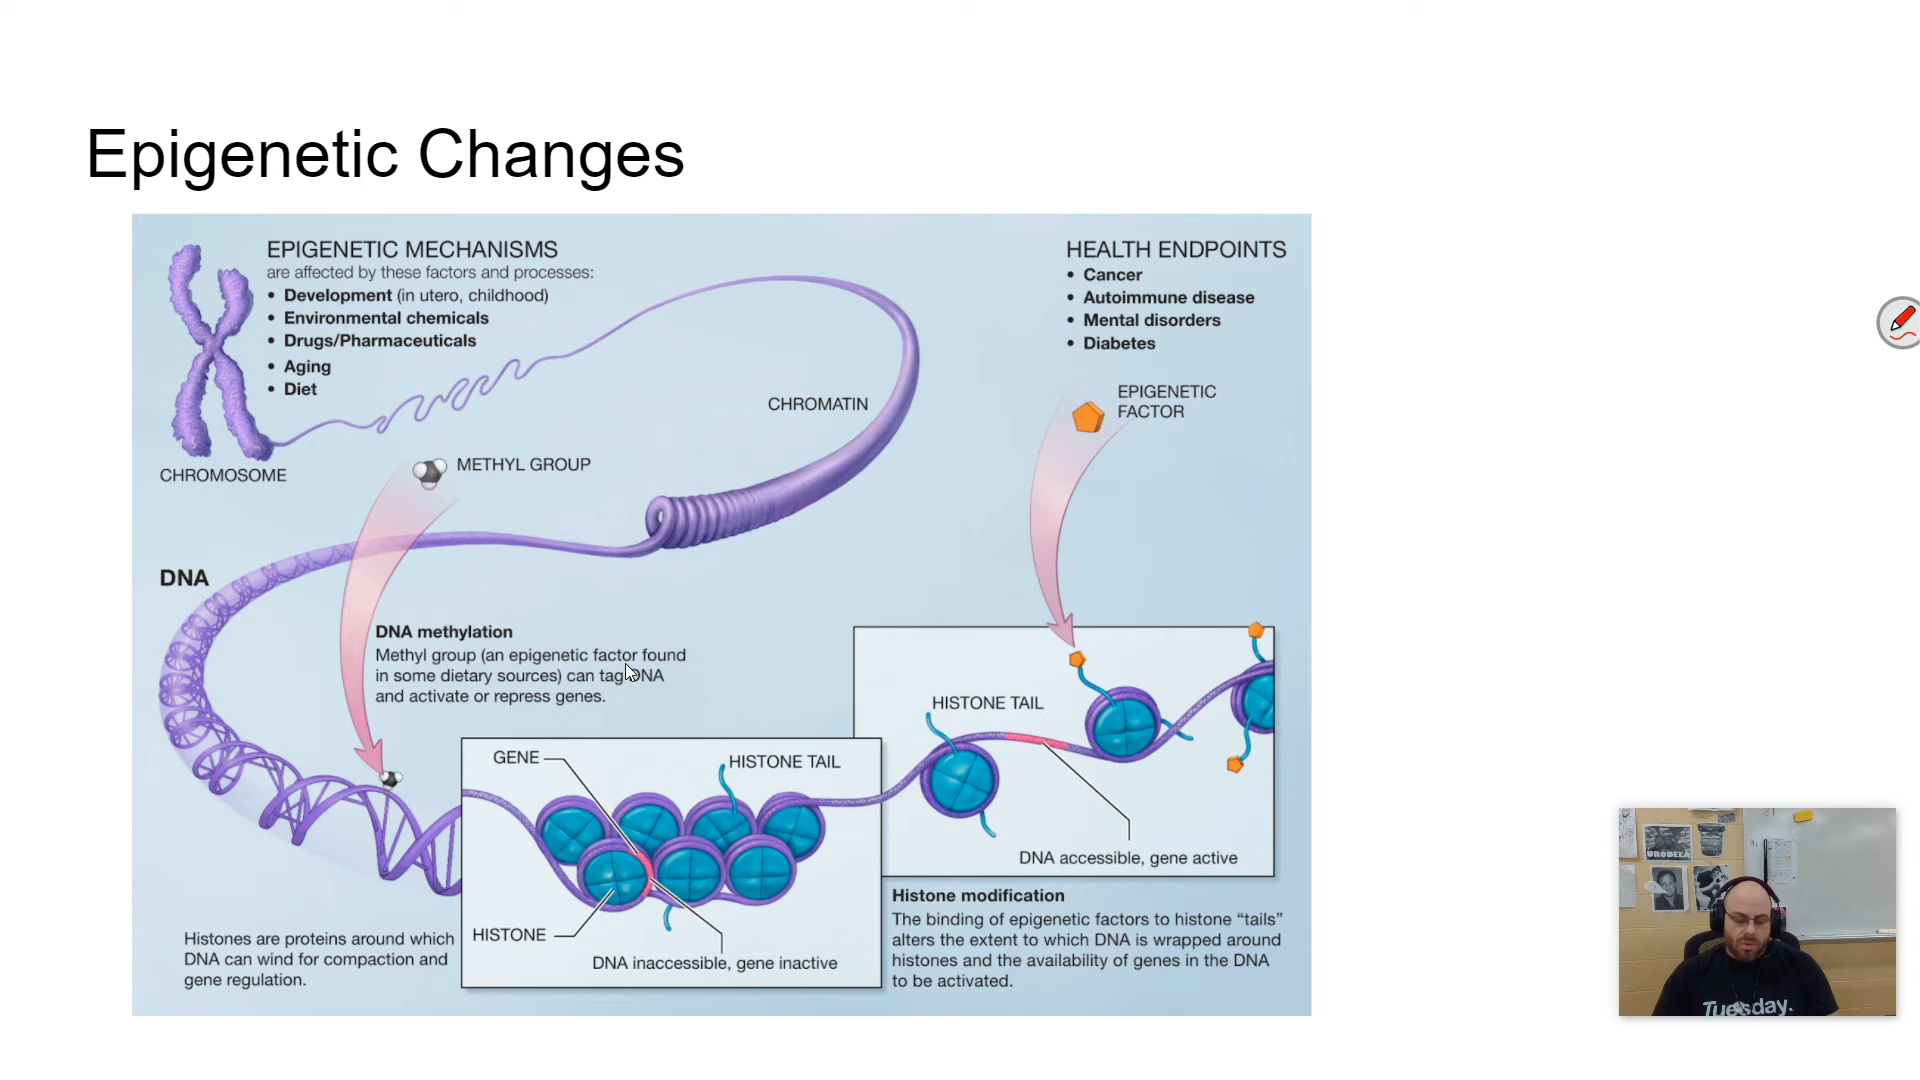 Epigenetic Changes
EPIGENETIC MECHANISMS
are affected by these factors and processes:
• Development (in utero, childhood)
• Environmental chemicals
• Drugs/Pharmaceuticals
• Aging
• Diet
HEALTH ENDPOINTS
• Cancer
• Autoimmune disease
• Mental disorders
• Diabetes
EPIGENETIC
FACTOR
CHROMATIN
CHROMOSOME
METHYL GROUP
DNA
DNA methylation
Methyl group (an epigenetic factor found
in some dietary sources) can tag DNA
and activate or repress genes.
HISTONE TAIL
DNA accessible, gene active
GENE
HISTONE TAIL
HISTONE
DNA inaccessible, gene inactive
Histones are proteins around which
DNA can wind for compaction and
gene regulation.
Histone modification
The binding of epigenetic factors to histone “tails”
alters the extent to which DNA is wrapped around
histones and the availability of genes in the DNA
to be activated.
URODELA
Tuesday.